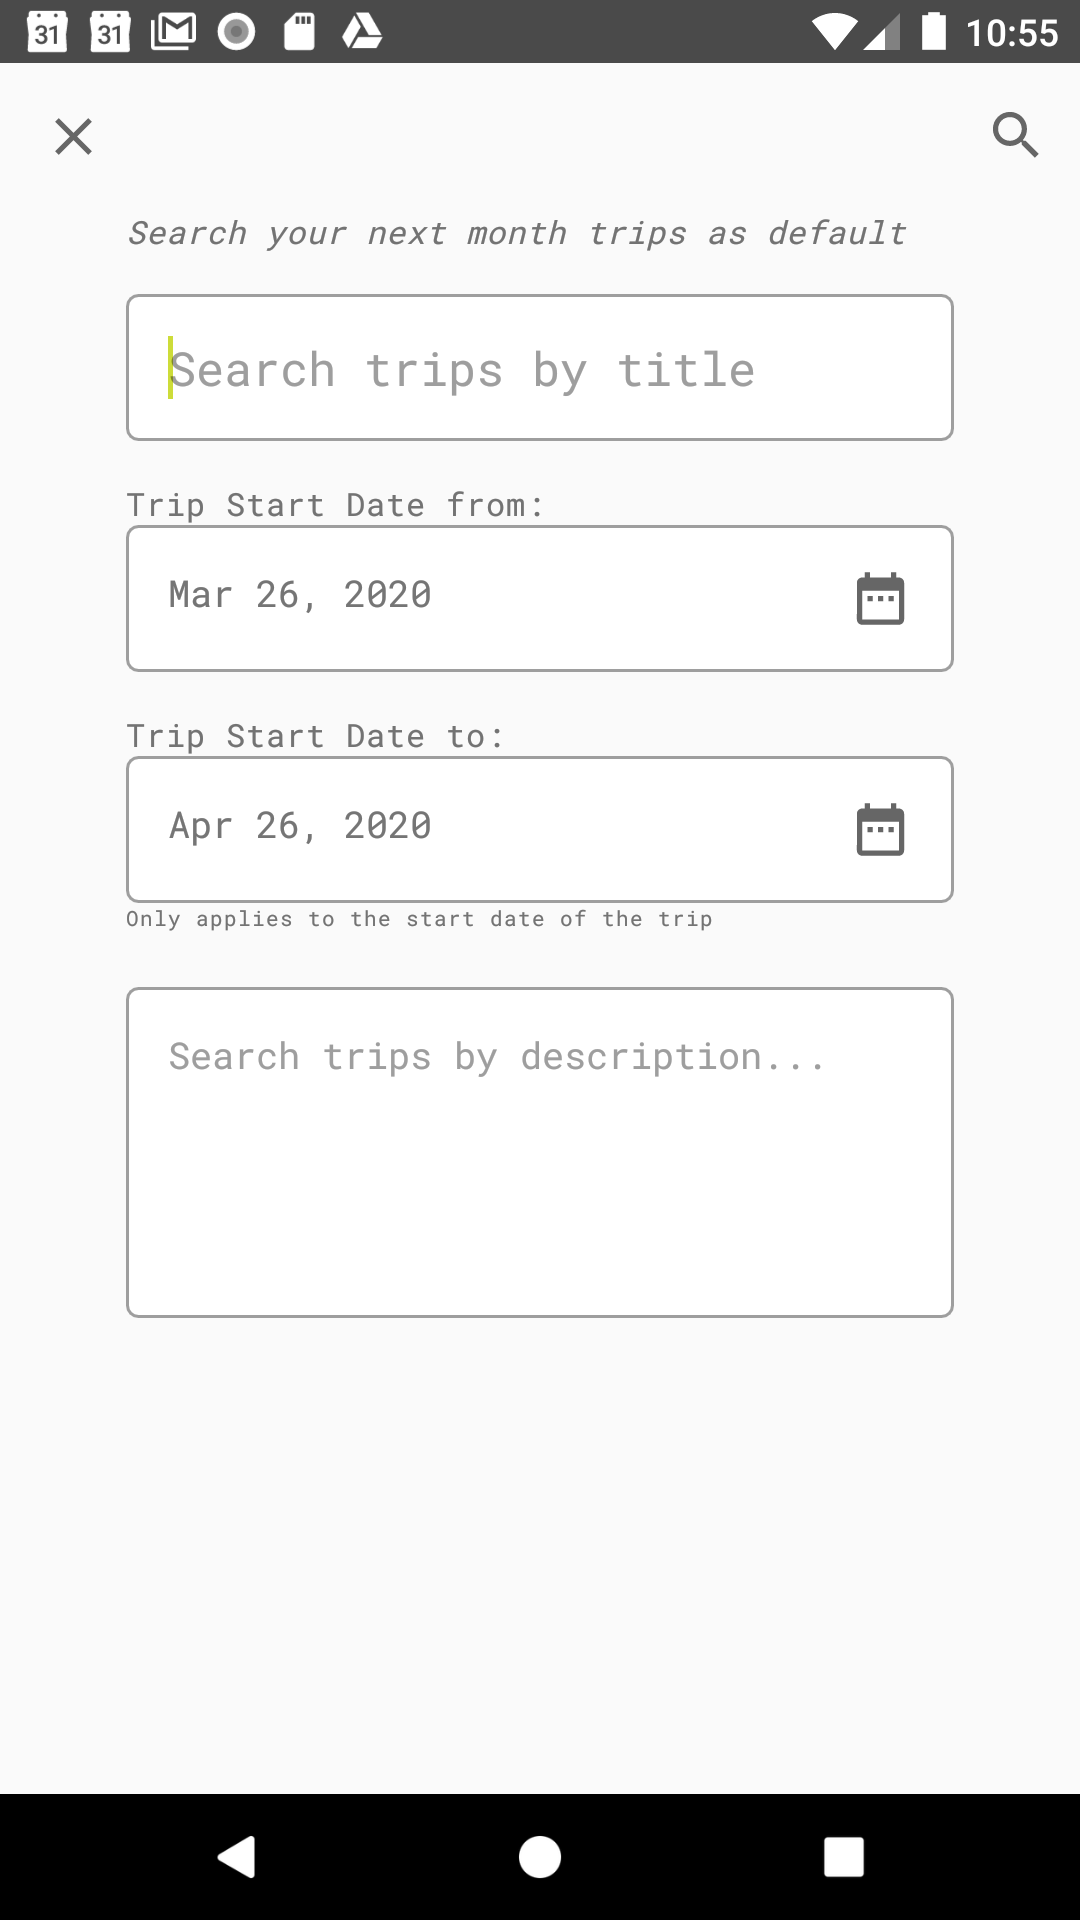 31 31 10:55
Search your next month trips as default
Search trips by title
Trip Start Date from:
Mar 26, 2020
Trip Start Date to:
Apr 26, 2020
Only applies to the start date of the trip
Search trips by description...